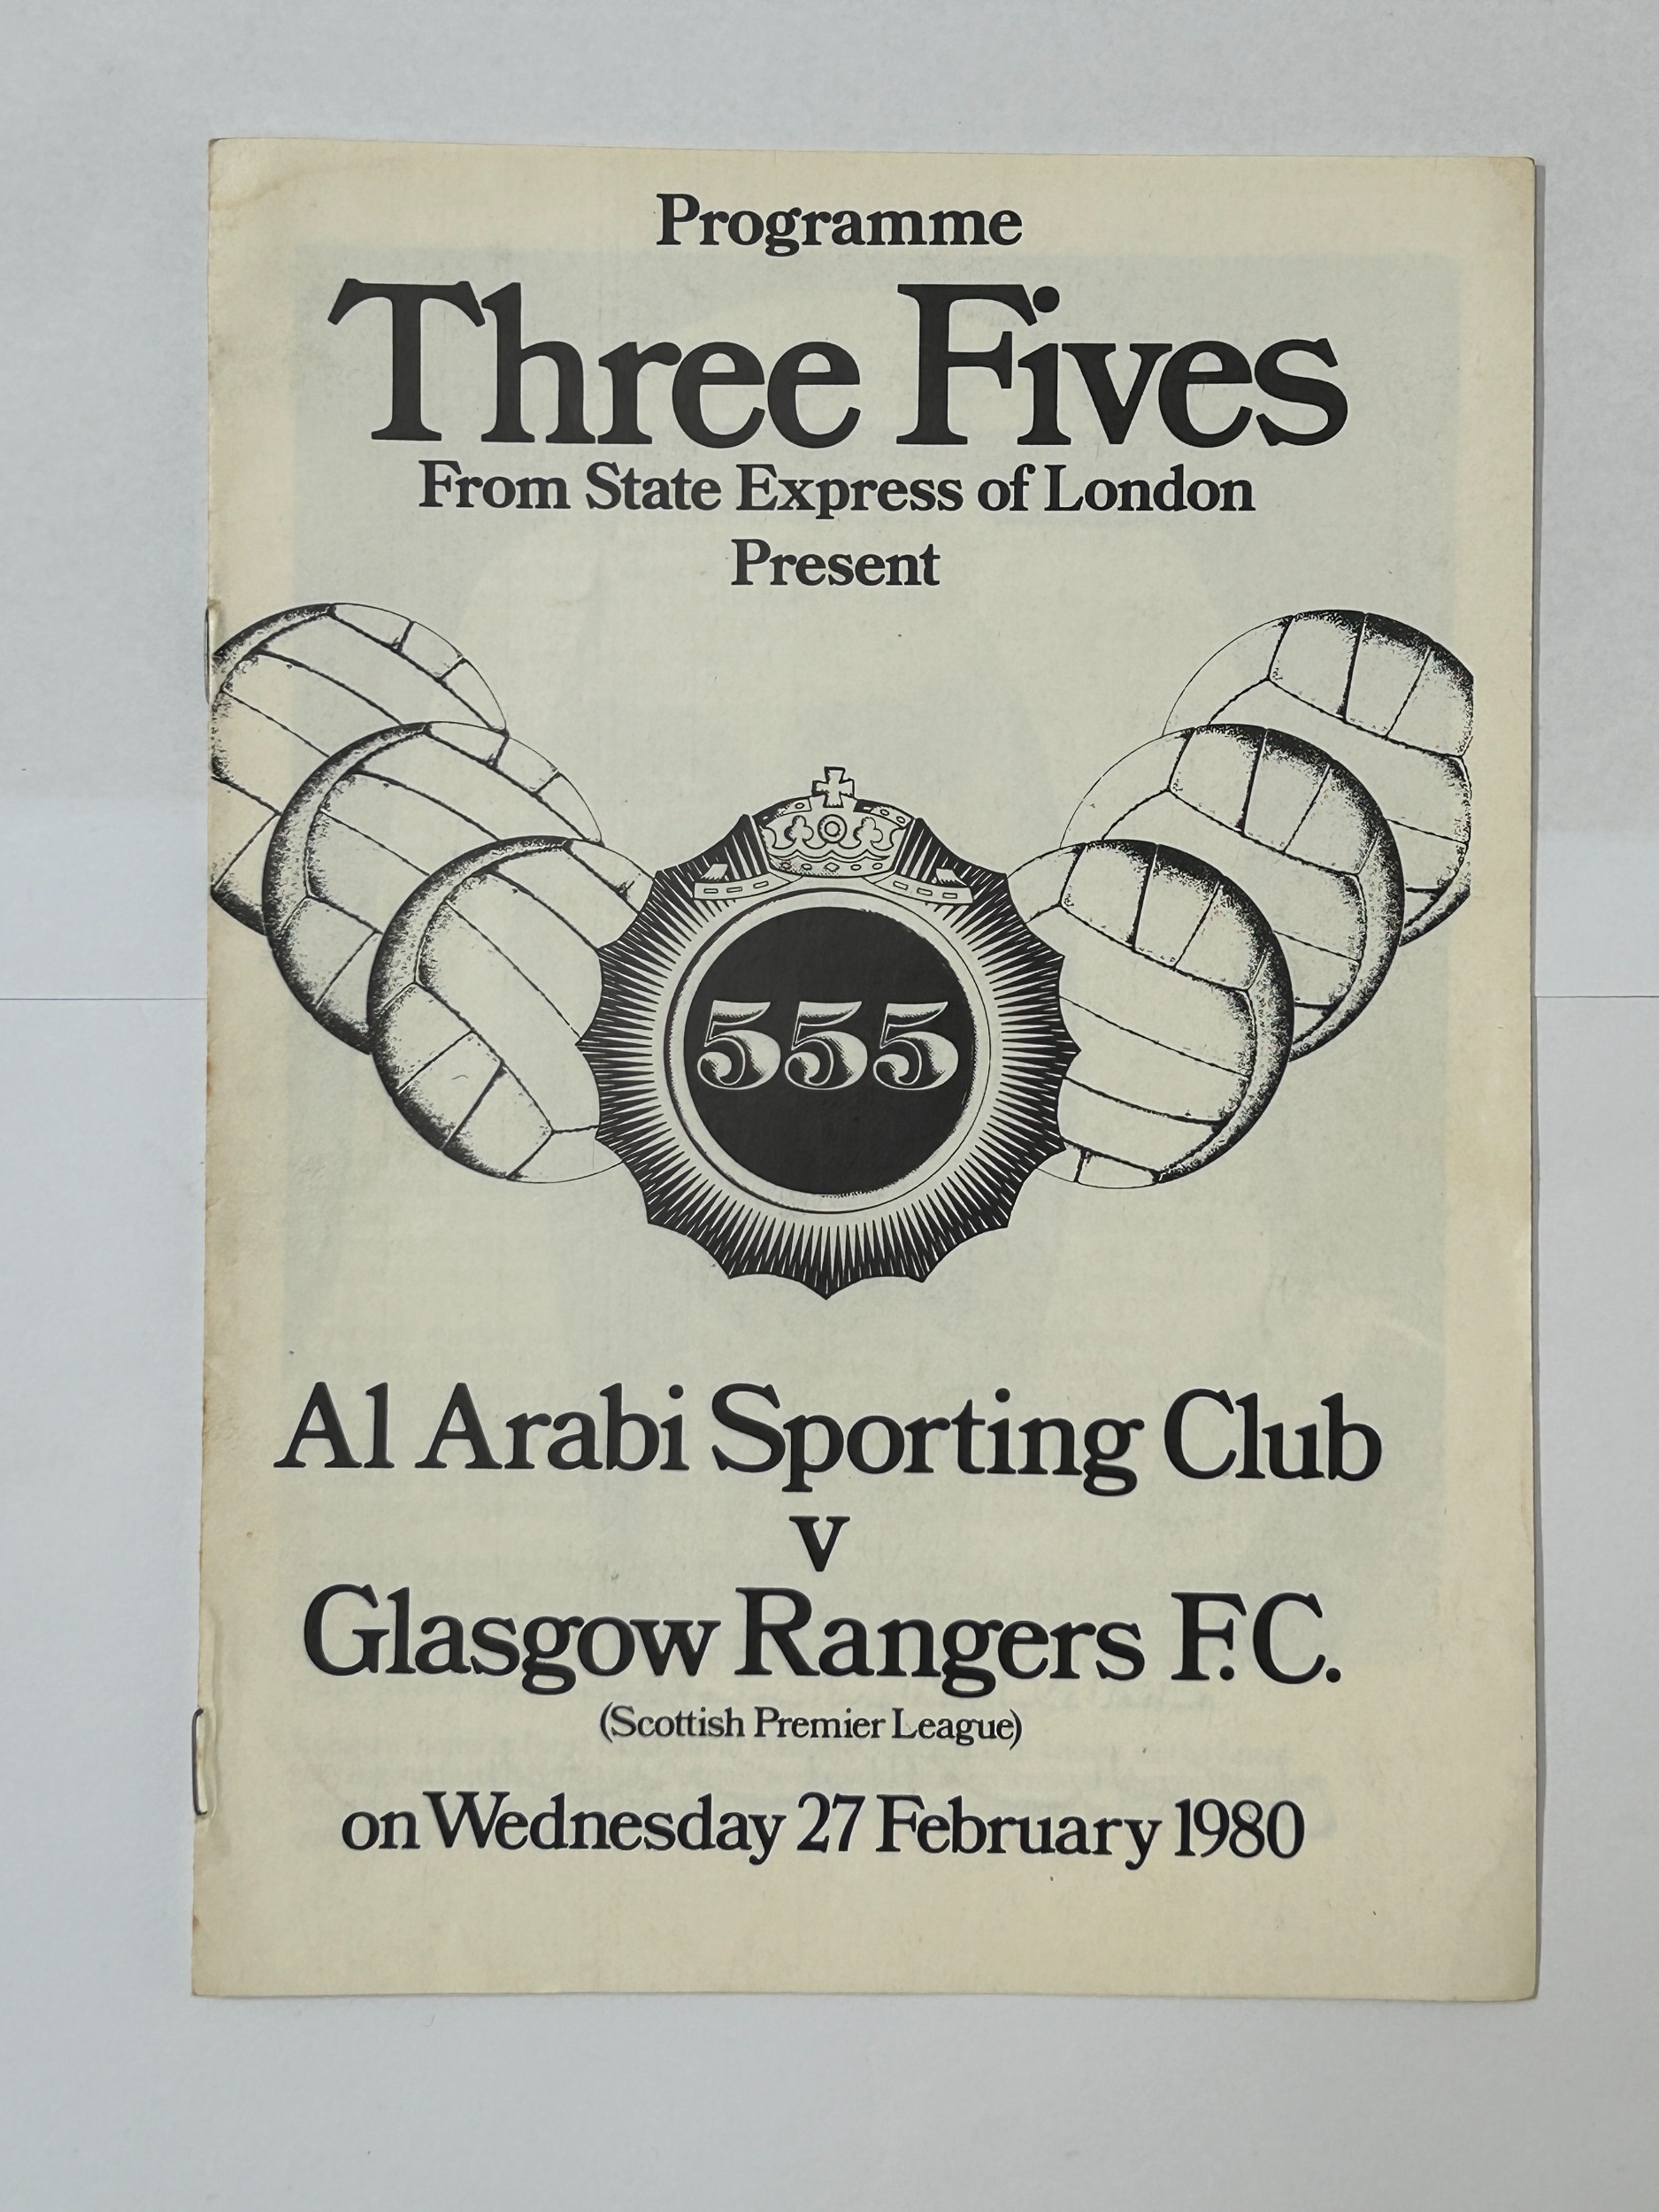 Programme
Three Fives
From State Express of London
Present
555
Al Arabi Sporting Club
v
Glasgow Rangers F.C.
(Scottish Premier League)
on Wednesday 27 February 1980